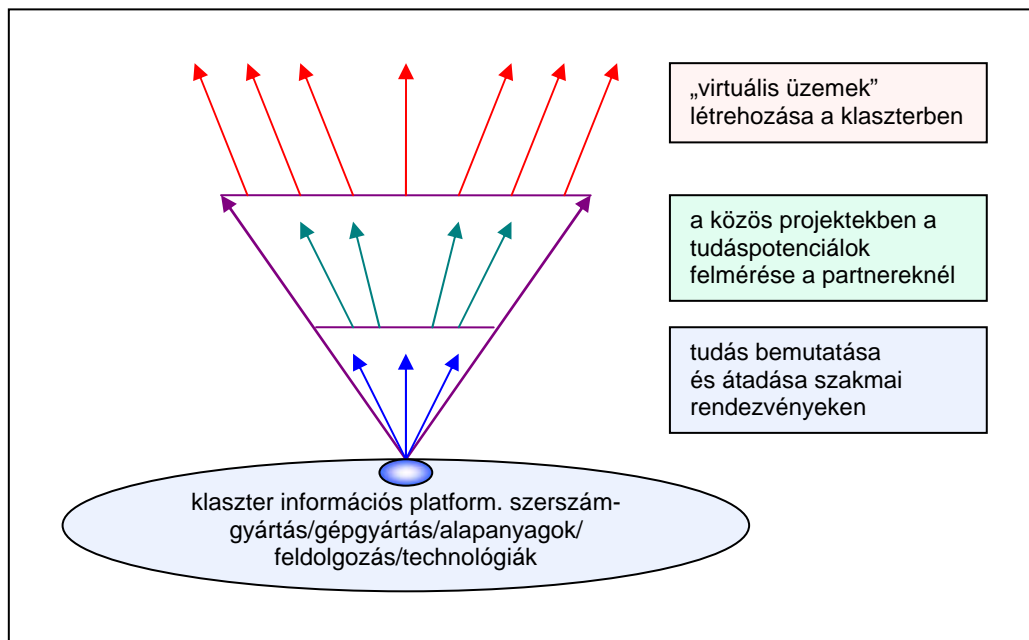 „virtuális üzemek”
létrehozása a klaszterben
a közös projektekben a
tudáspotenciálok
felmérése a partnereknél
tudás bemutatása
és átadása szakmai
rendezvényeken
klaszter információs platform. szerszám-
gyártás/gépgyártás/alapanyagok/
feldolgozás/technológiák